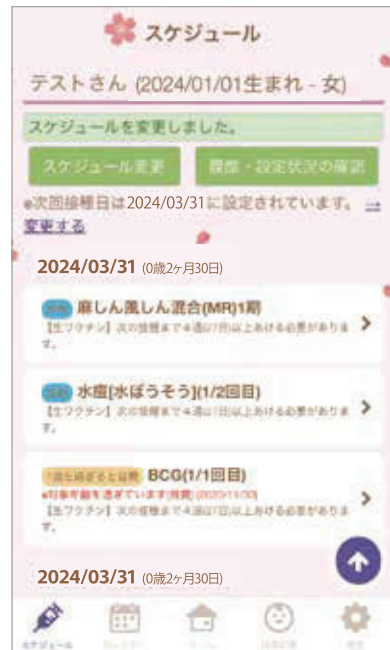 スケジュール
テストさん (2024/01/01生まれ - 女)
スケジュールを変更しました。
スケジュール変更
履歴・設定状況の確認
●次回接種日は2024/03/31に設定されています。 →
変更する
2024/03/31 (0歳2ヶ月30日)
麻しん風しん混合(MR)1期
【生ワクチン】次の接種まで4週(27日)以上あける必要がありま
す。
水痘[水ぼうそう](1/2回目)
【生ワクチン】次の接種まで4週(27日)以上あける必要がありま
す。
BCG(1/1回目)
●対象年齢を過ぎています
【生ワクチン】次の接種まで4週(27日)以上あける必要がありま
す。
2024/03/31 (0歳2ヶ月30日)
スケジュール